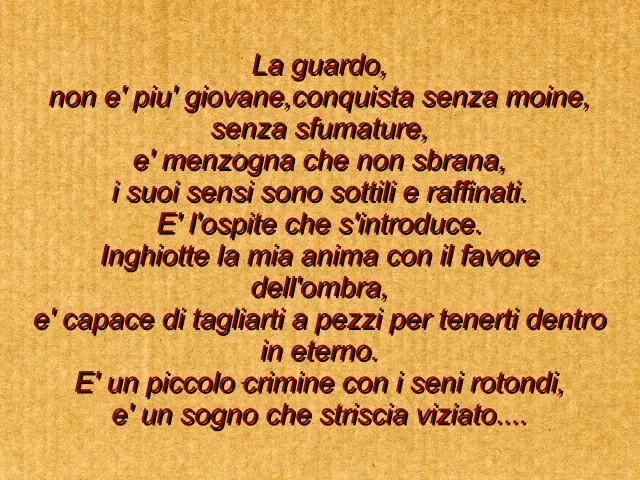 La guardo,
non e' piu' giovane,conquista senza moine,
senza sfumature,
e' menzogna che non sbrana,
i suoi sensi sono sottili e raffinati.
E' l'ospite che s'introduce.
Inghiotte la mia anima con il favore
dell'ombra,
e' capace di tagliarti a pezzi per tenerti dentro
in eterno.
E' un piccolo crimine con i seni rotondi,
e' un sogno che striscia viziato....